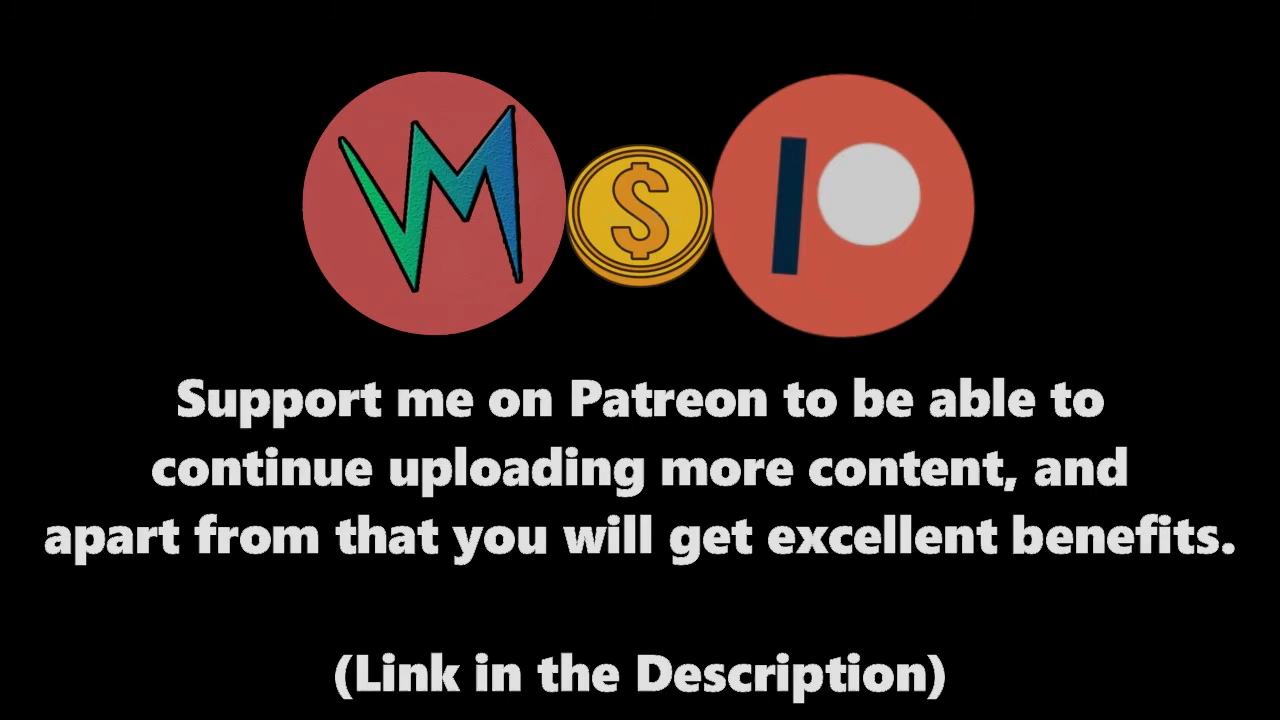 VM
$
Support me on Patreon to be able to
continue uploading more content, and
apart from that you will get excellent benefits.
(Link in the Description)